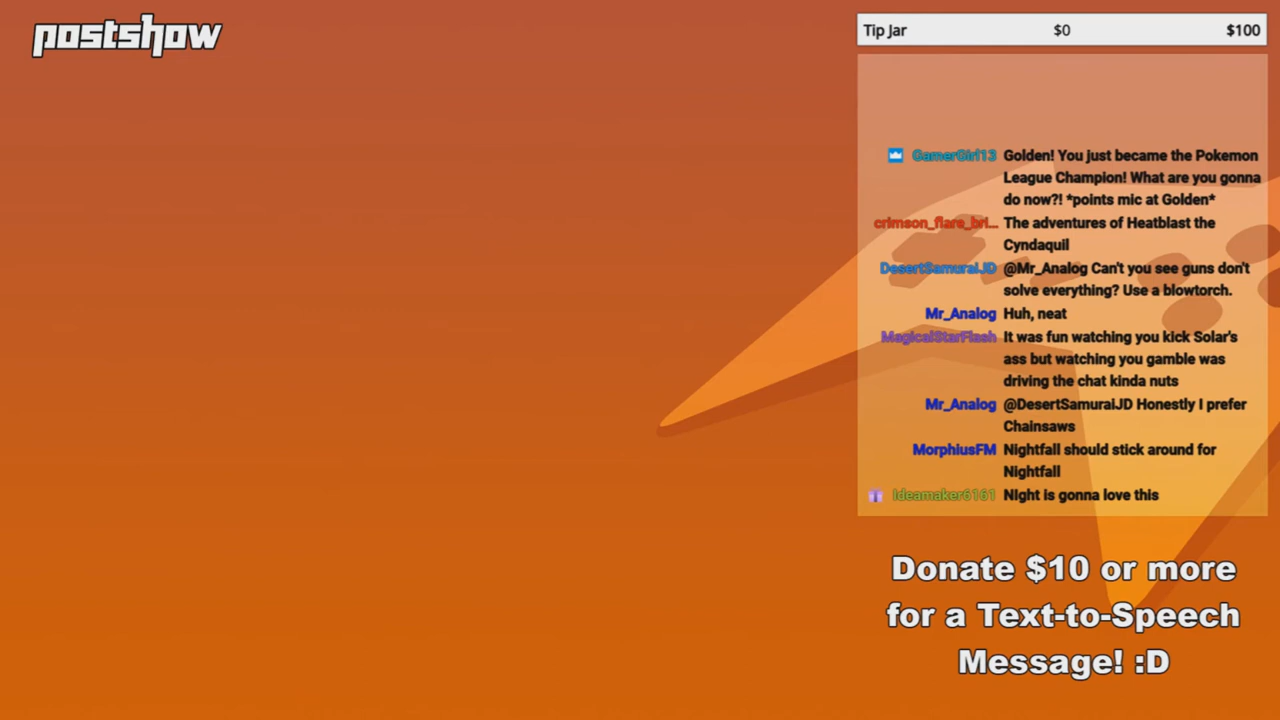 postshow
Tip Jar $0 $100
GamerGirl13 Golden! You just became the Pokemon
League Champion! What are you gonna
do now?! *points mic at Golden*
crimson_flare_bri... The adventures of Heatblast the
Cyndaquil
DesertSamuraiJD @Mr_Analog Can't you see guns don't
solve everything? Use a blowtorch.
Mr_Analog Huh, neat
MagicalStarFlash It was fun watching you kick Solar's
ass but watching you gamble was
driving the chat kinda nuts
Mr_Analog @DesertSamuraiJD Honestly I prefer
Chainsaws
MorphiusFM Nightfall should stick around for
Nightfall
Ideamaker6161 NIght is gonna love this
Donate $10 or more
for a Text-to-Speech
Message! :D